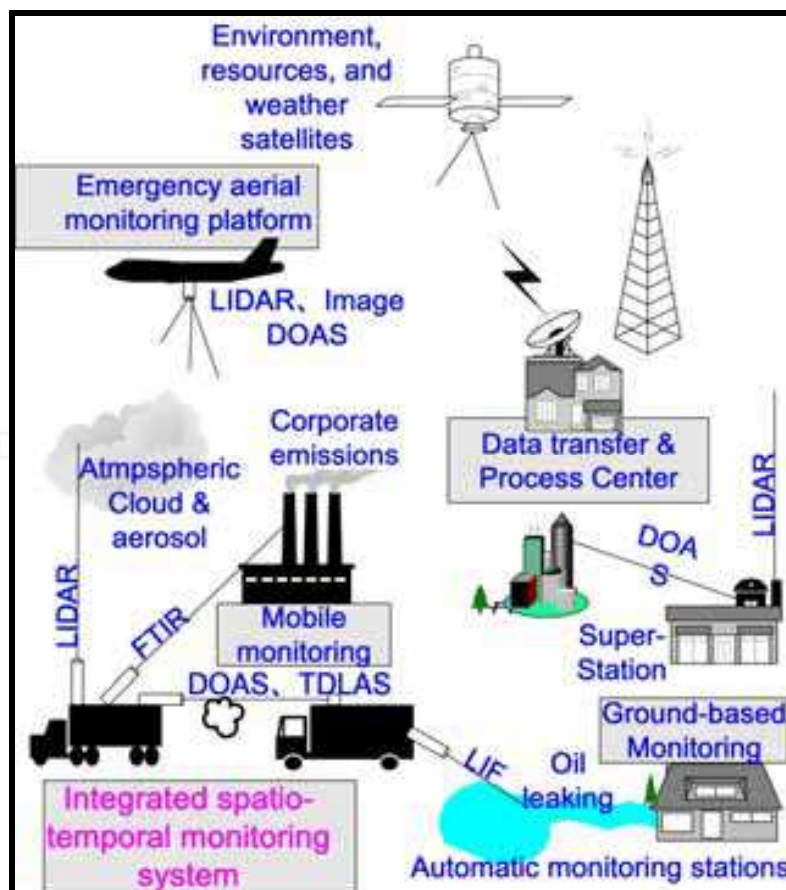 Environment,
resources, and
weather
satellites
Emergency aerial
monitoring platform
LIDAR、Image
DOAS
Corporate
emissions
Atmpspheric
Cloud &
aerosol
Data transfer &
Process Center
LIDAR
DOA
S
LIDAR
FTIR
Mobile
monitoring
Super-
Station
DOAS、TDLAS
Ground-based
Monitoring
LIF
Oil
leaking
Integrated spatio-
temporal monitoring
system
Automatic monitoring stations